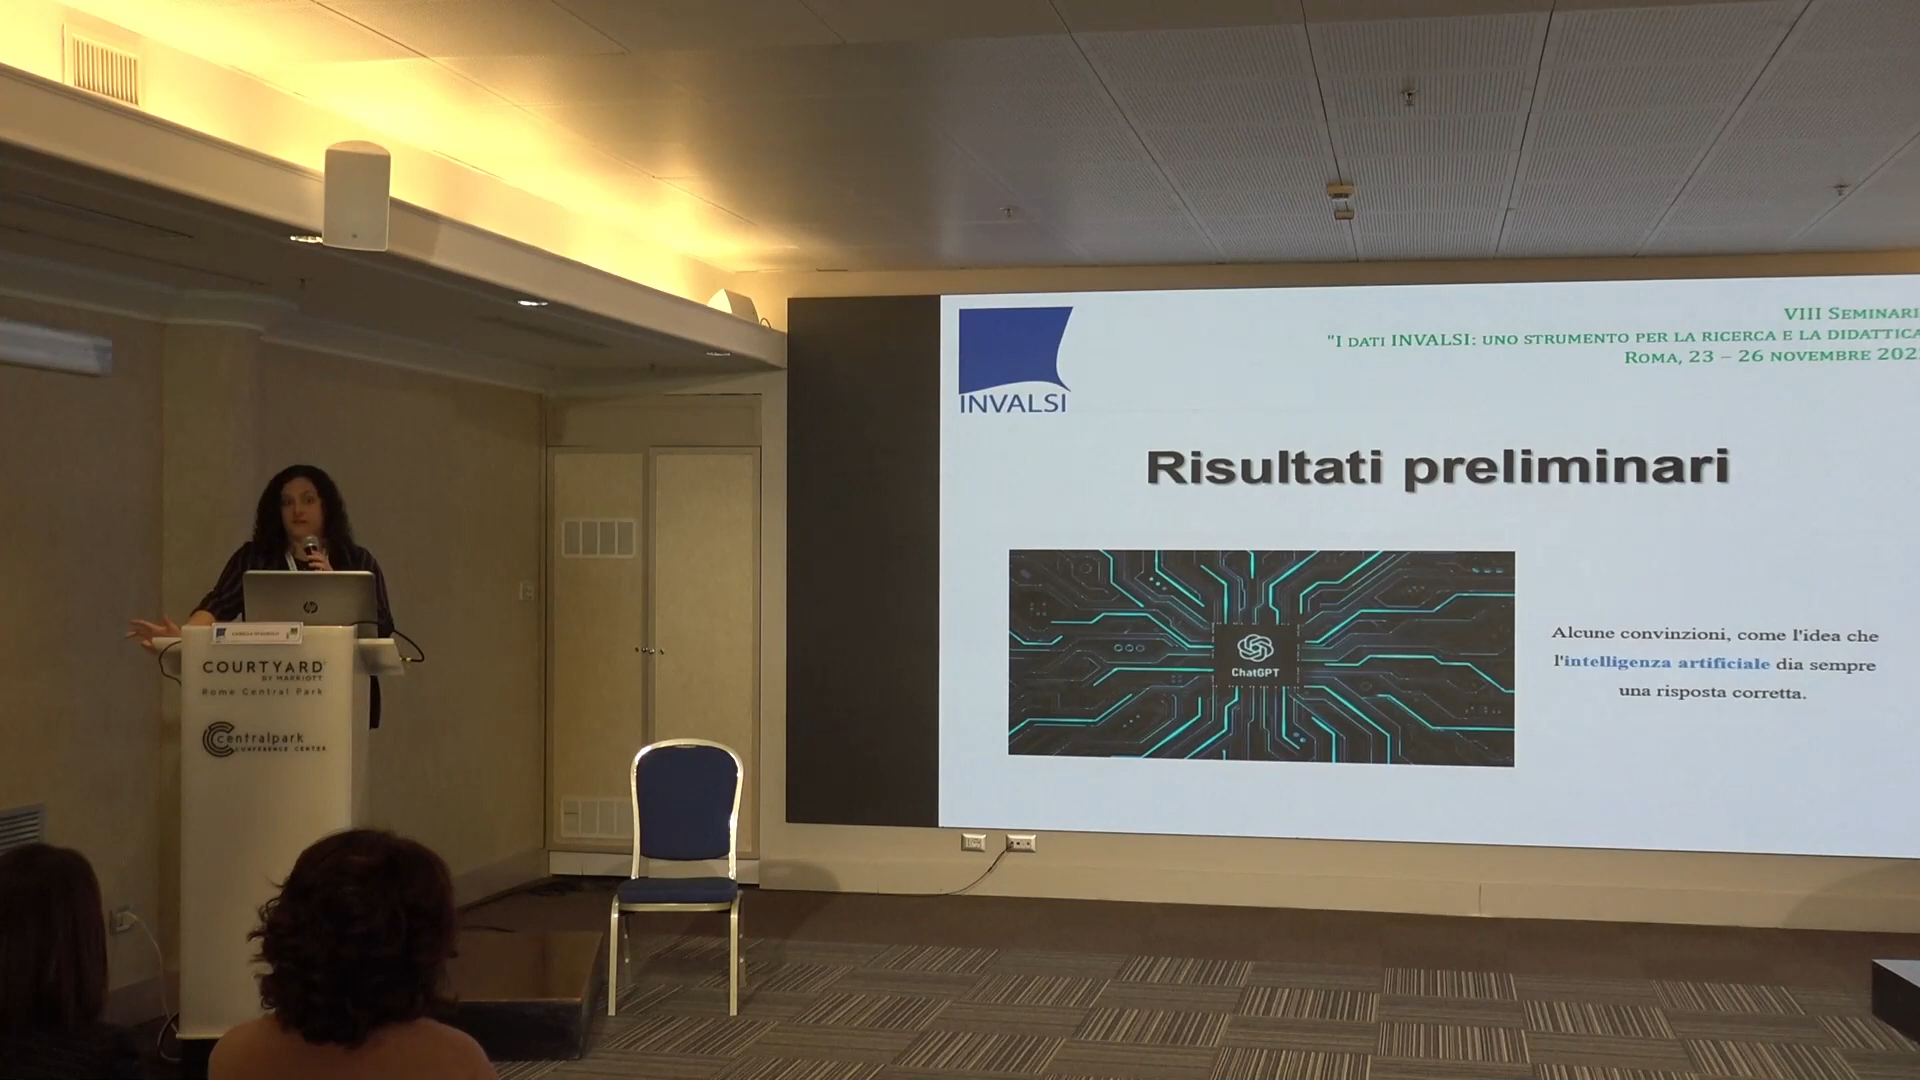 VIII SEMINARI
"I DATI INVALSI: UNO STRUMENTO PER LA RICERCA E LA DIDATTICA
ROMA, 23 – 26 NOVEMBRE 202
INVALSI
Risultati preliminari
ChatGPT
Alcune convinzioni, come l'idea che
l'intelligenza artificiale dia sempre
una risposta corretta.
hp
COURTYARD
BY MARRIOTT
Rome Central Park
centralpark
CONFERENCE CENTER